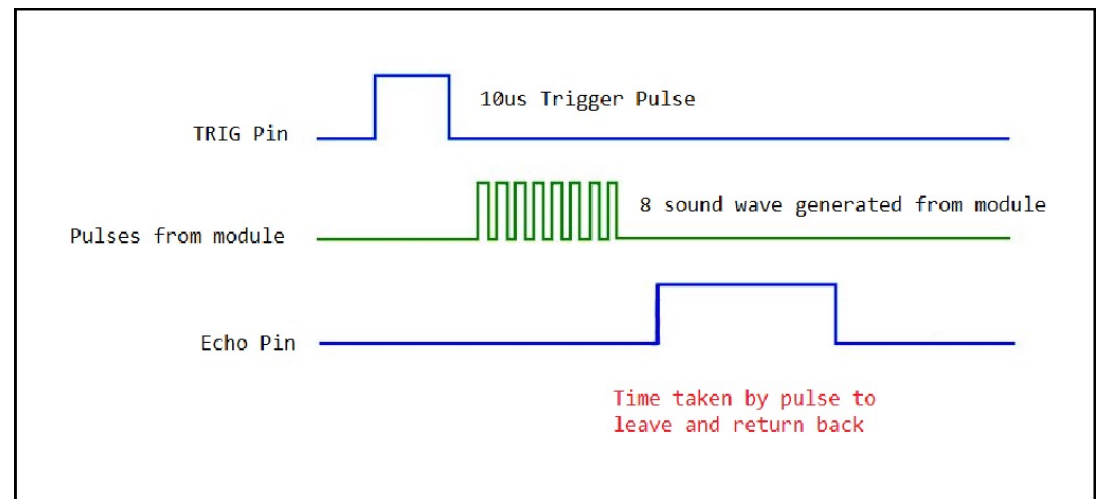 10us Trigger Pulse
TRIG Pin
8 sound wave generated from module
Pulses from module
Echo Pin
Time taken by pulse to
leave and return back